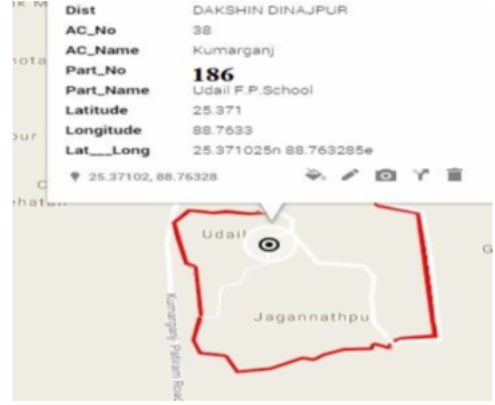 Dist DAKSHIN DINAJPUR
AC_No 38
AC_Name Kumarganj
Part_No 186
Part_Name Udail F.P.School
Latitude 25.371
Longitude 88.7633
Lat___Long 25.371025n 88.763285e
25.37102, 88.76328
Udail
Jagannathpu
Kumarganj Patiram Road